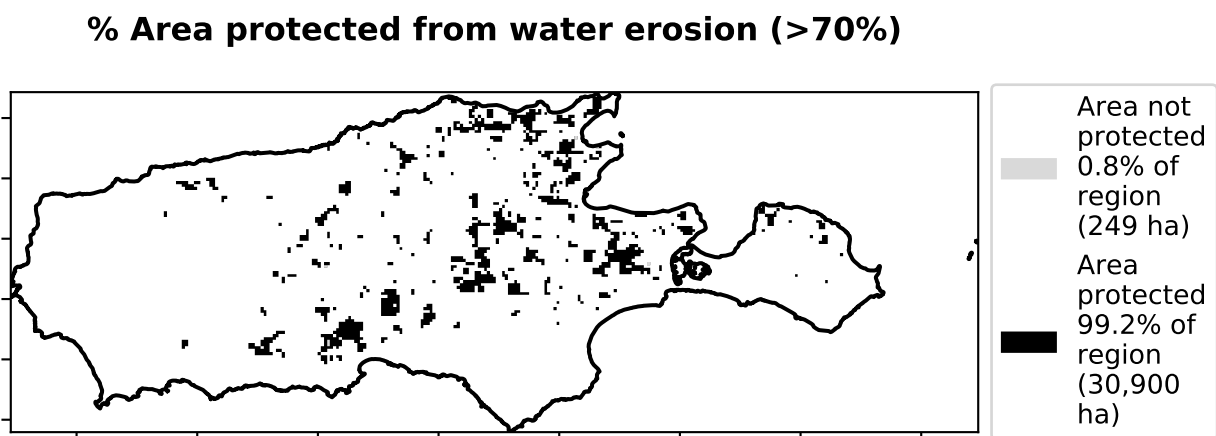 % Area protected from water erosion (>70%)
Area not
protected
0.8% of
region
(249 ha)
Area
protected
99.2% of
region
(30,900
ha)